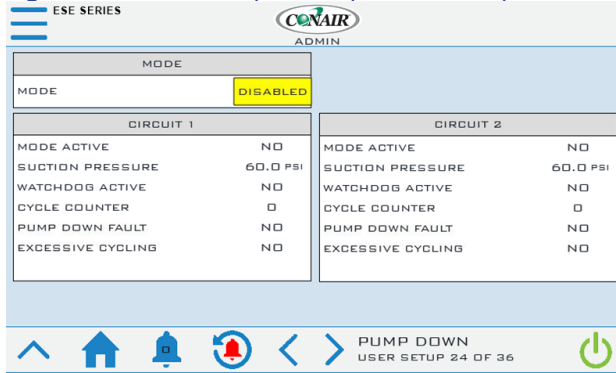 ESE SERIES
CONAIR
ADMIN
MODE
MODE DISABLED
CIRCUIT 1
MODE ACTIVE NO
SUCTION PRESSURE 60.0 PSI
WATCHDOG ACTIVE NO
CYCLE COUNTER 0
PUMP DOWN FAULT NO
EXCESSIVE CYCLING NO
CIRCUIT 2
MODE ACTIVE NO
SUCTION PRESSURE 60.0 PSI
WATCHDOG ACTIVE NO
CYCLE COUNTER 0
PUMP DOWN FAULT NO
EXCESSIVE CYCLING NO
0
PUMP DOWN
USER SETUP 24 OF 36